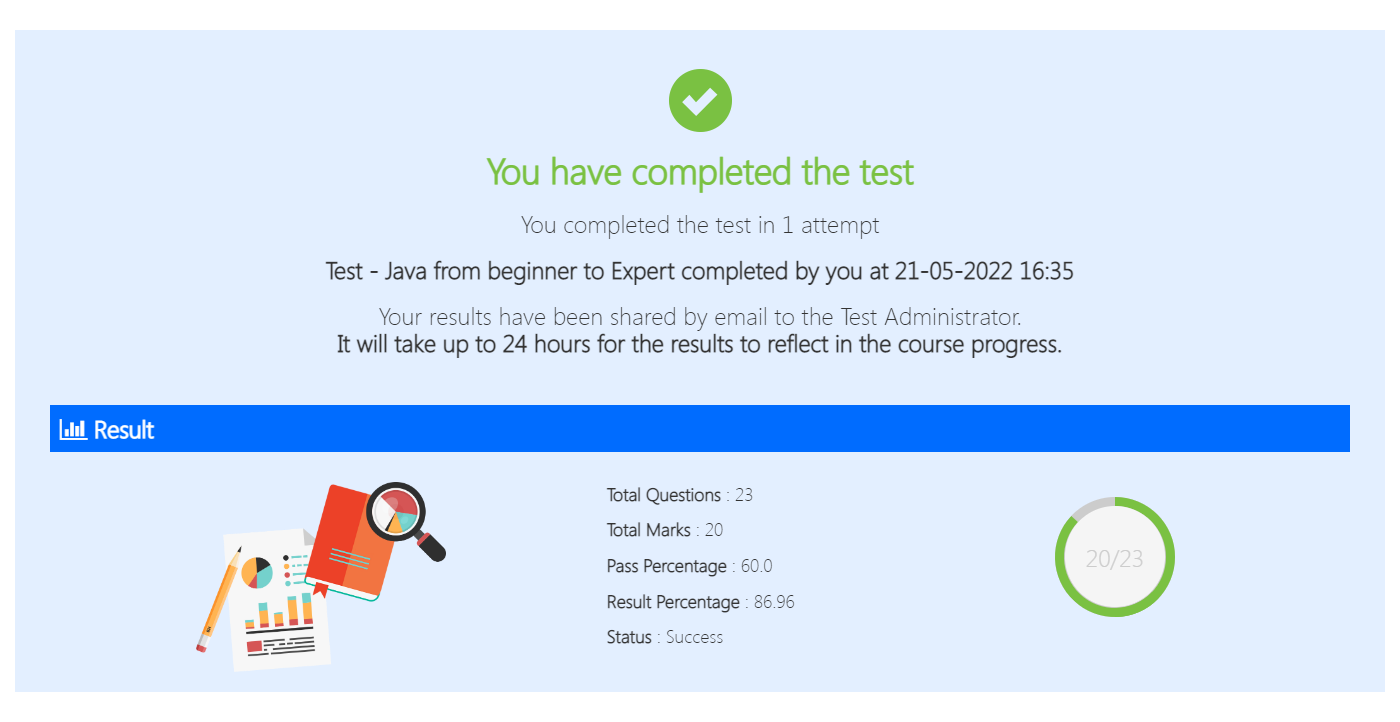 You have completed the test
You completed the test in 1 attempt
Test - Java from beginner to Expert completed by you at 21-05-2022 16:35
Your results have been shared by email to the Test Administrator.
It will take up to 24 hours for the results to reflect in the course progress.
Result
Total Questions : 23
Total Marks : 20
Pass Percentage : 60.0
Result Percentage : 86.96
Status : Success
20/23